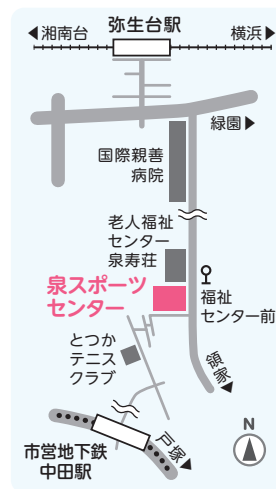 弥生台駅
◀湘南台
横浜▶
緑園▶
国際親善
病院
老人福祉
センター
泉寿荘
泉スポーツ
センター
福祉
センター前
とつか
テニス
クラブ
領家▶
戸塚▶
市営地下鉄
中田駅
N